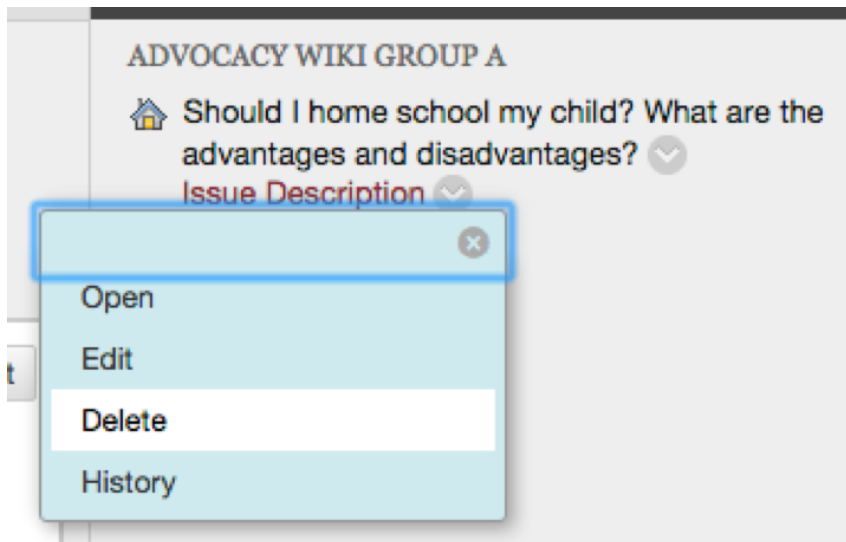 ADVOCACY WIKI GROUP A
Should I home school my child? What are the
advantages and disadvantages?
Issue Description
Open
Edit
t
Delete
History